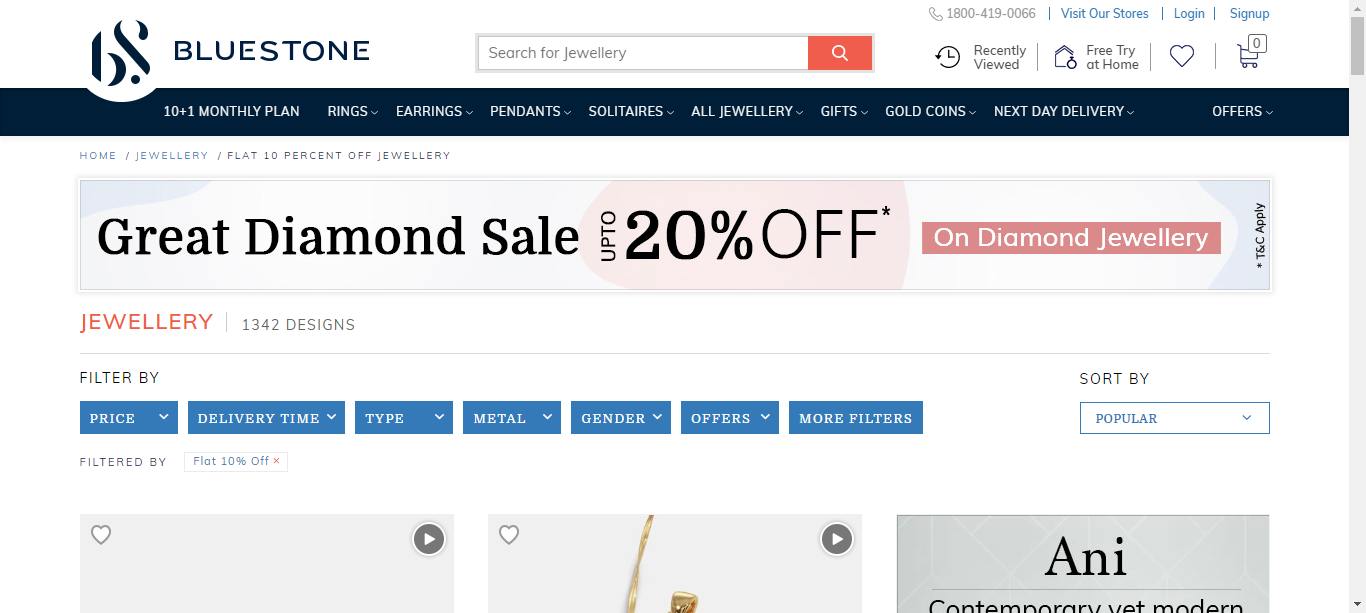 1800-419-0066 | Visit Our Stores | Login | Signup
BLUESTONE
Search for Jewellery
Recently
Viewed
Free Try
at Home
0
10+1 MONTHLY PLAN RINGS EARRINGS PENDANTS SOLITAIRES ALL JEWELLERY GIFTS GOLD COINS NEXT DAY DELIVERY OFFERS
HOME / JEWELLERY / FLAT 10 PERCENT OFF JEWELLERY
Great Diamond Sale UPTO 20% OFF* On Diamond Jewellery * T&C Apply
JEWELLERY | 1342 DESIGNS
FILTER BY
SORT BY
PRICE DELIVERY TIME TYPE METAL GENDER OFFERS MORE FILTERS
POPULAR
FILTERED BY Flat 10% Off ×
Ani
Contemporary yet modern